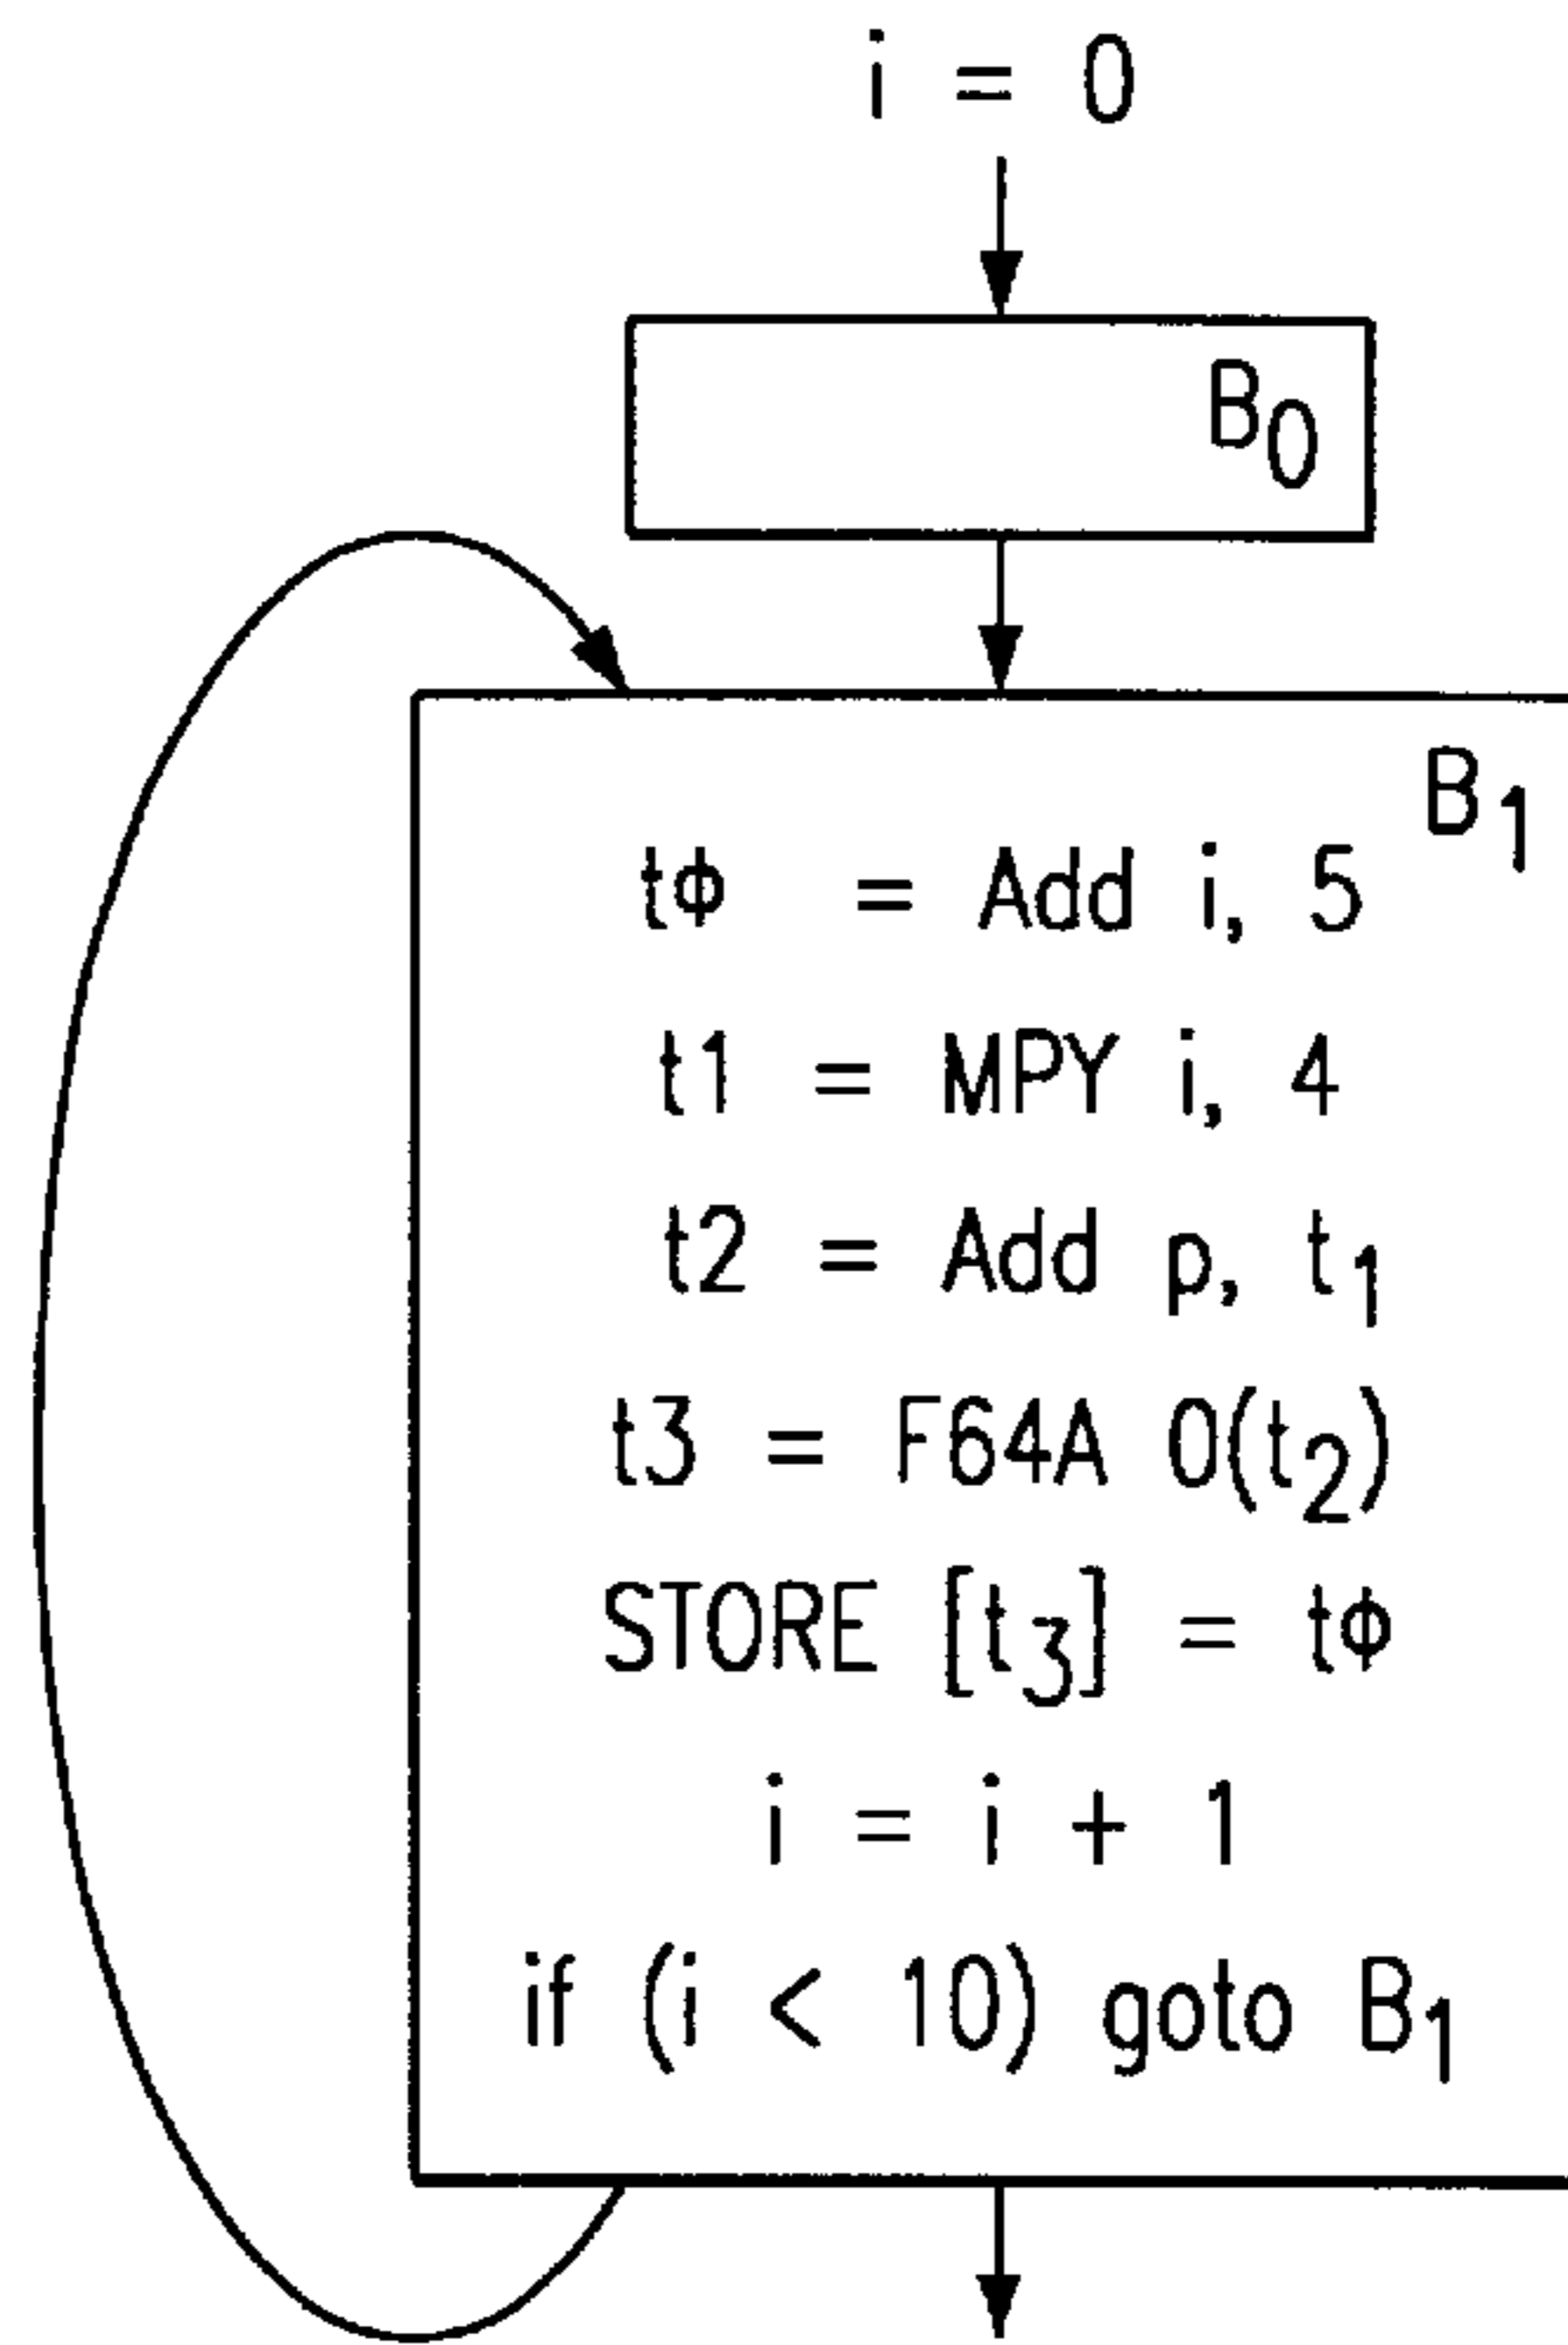 i = 0
B0
B1
tϕ = Add i, 5
t1 = MPY i, 4
t2 = Add p, t1
t3 = F64A 0(t2)
STORE [t3] = tϕ
i = i + 1
if (i < 10) goto B1